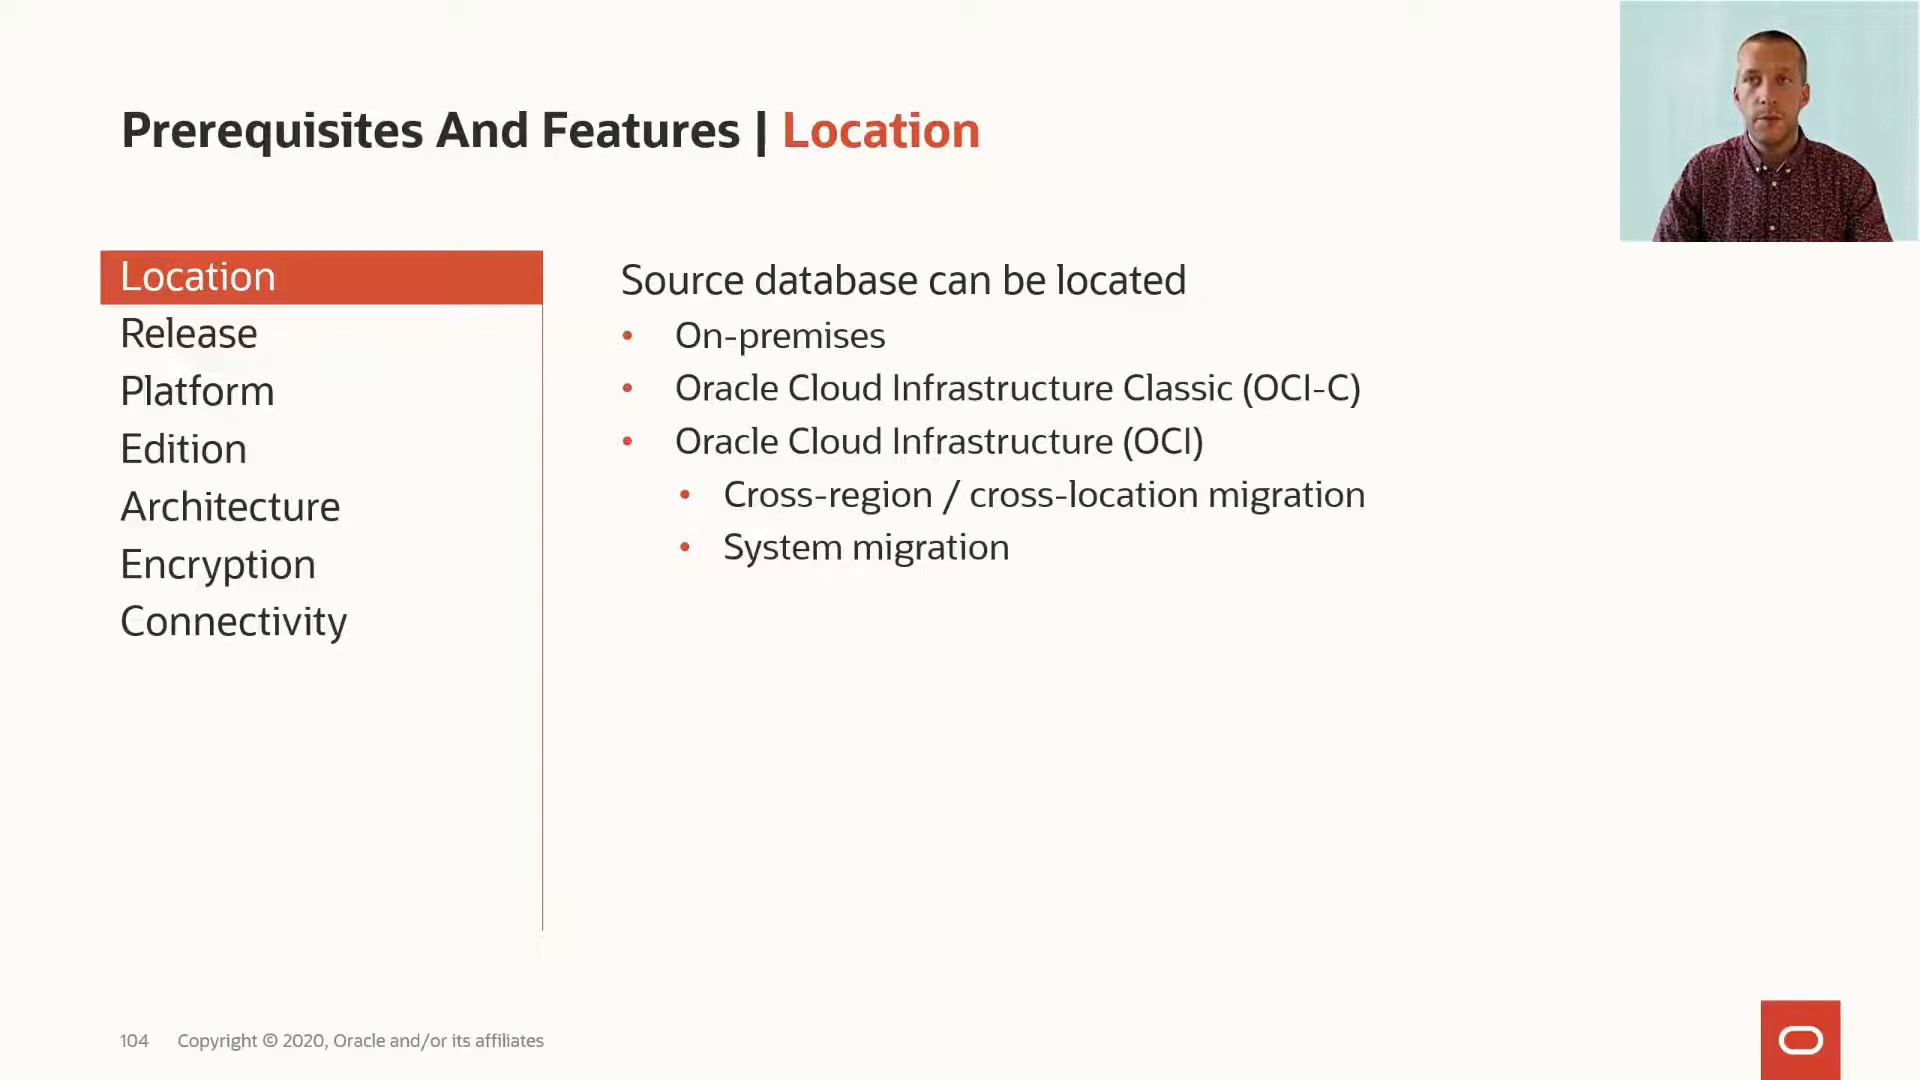 Prerequisites And Features | Location
Location
Release
Platform
Edition
Architecture
Encryption
Connectivity
Source database can be located
• On-premises
• Oracle Cloud Infrastructure Classic (OCI-C)
• Oracle Cloud Infrastructure (OCI)
• Cross-region / cross-location migration
• System migration
104 Copyright © 2020, Oracle and/or its affiliates